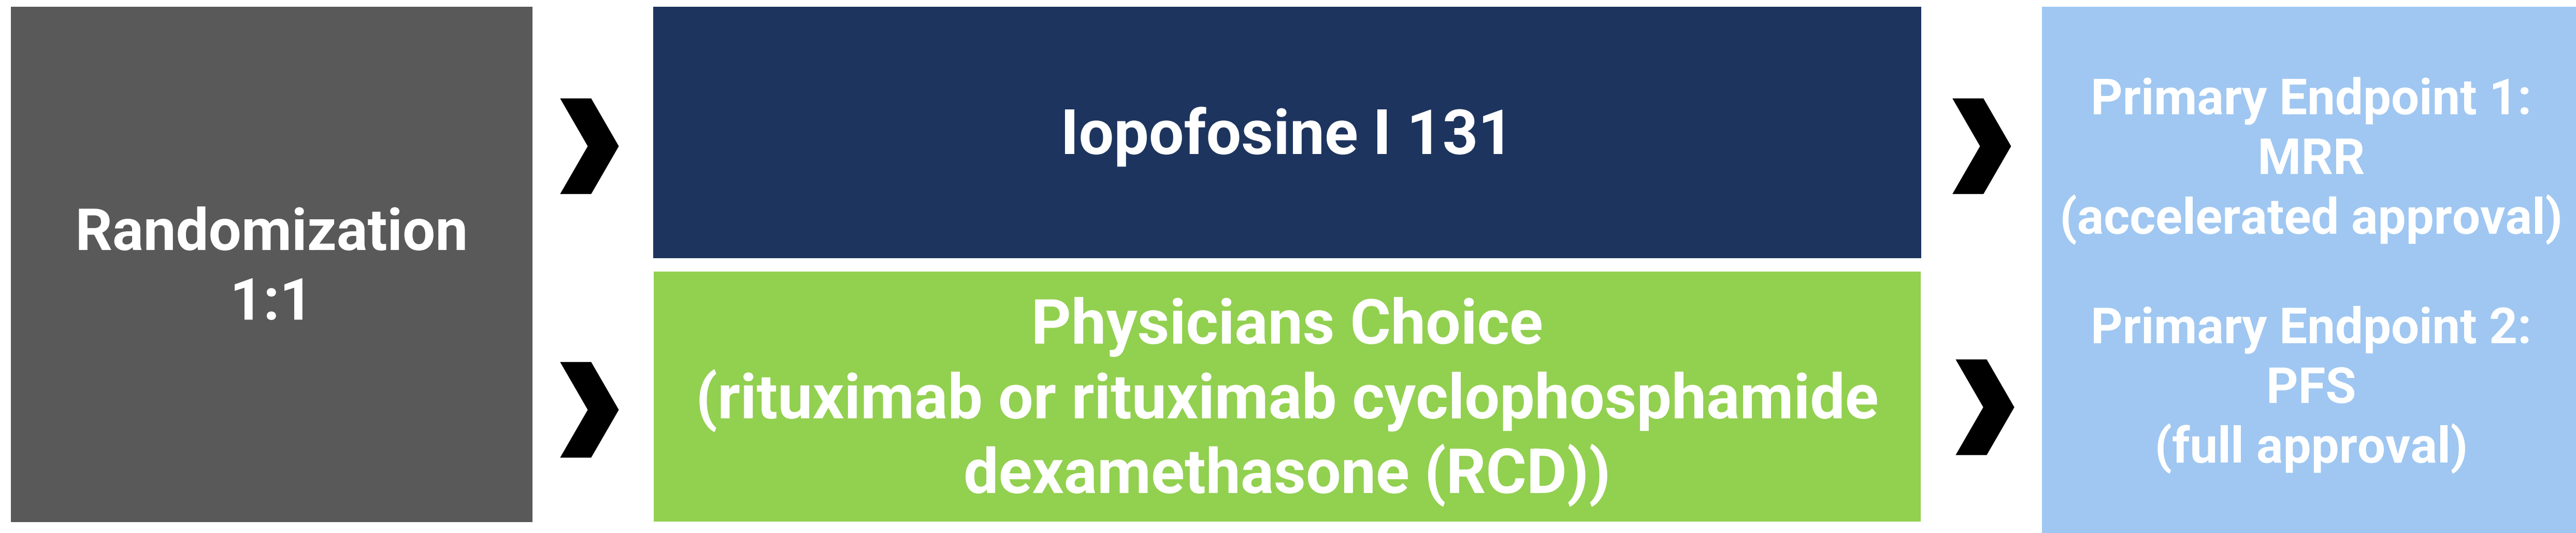 Randomization
1:1
Iopofosine I 131
Physicians Choice
(rituximab or rituximab cyclophosphamide
dexamethasone (RCD))
Primary Endpoint 1:
MRR
(accelerated approval)
Primary Endpoint 2:
PFS
(full approval)